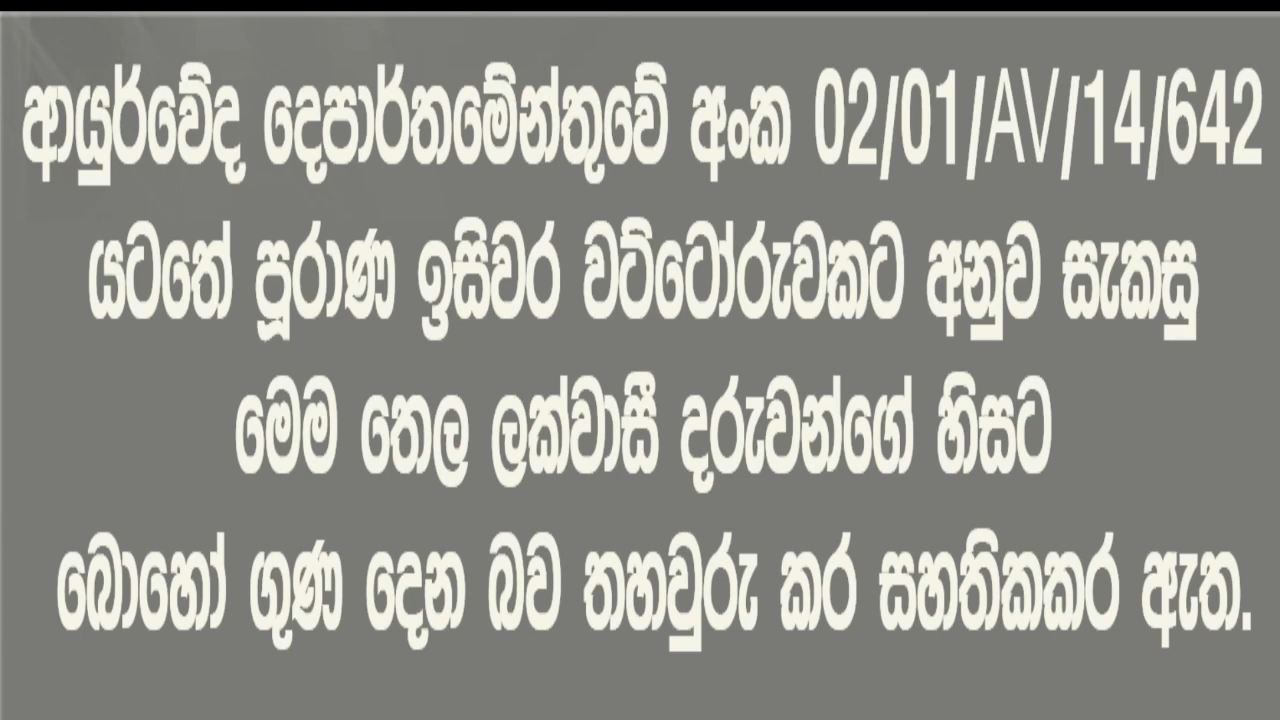 ආයුර්වේද දෙපාර්තමේන්තුවේ අංක 02/01/AV/14/642
යටතේ පූරාණ ඉසිවර වට්ටෝරුවකට අනුව සැකසු
මෙම තෙල ලක්වාසී දරුවන්ගේ හිසට
බොහෝ ගුණ දෙන බව තහවුරු කර සහතිකකර ඇත.